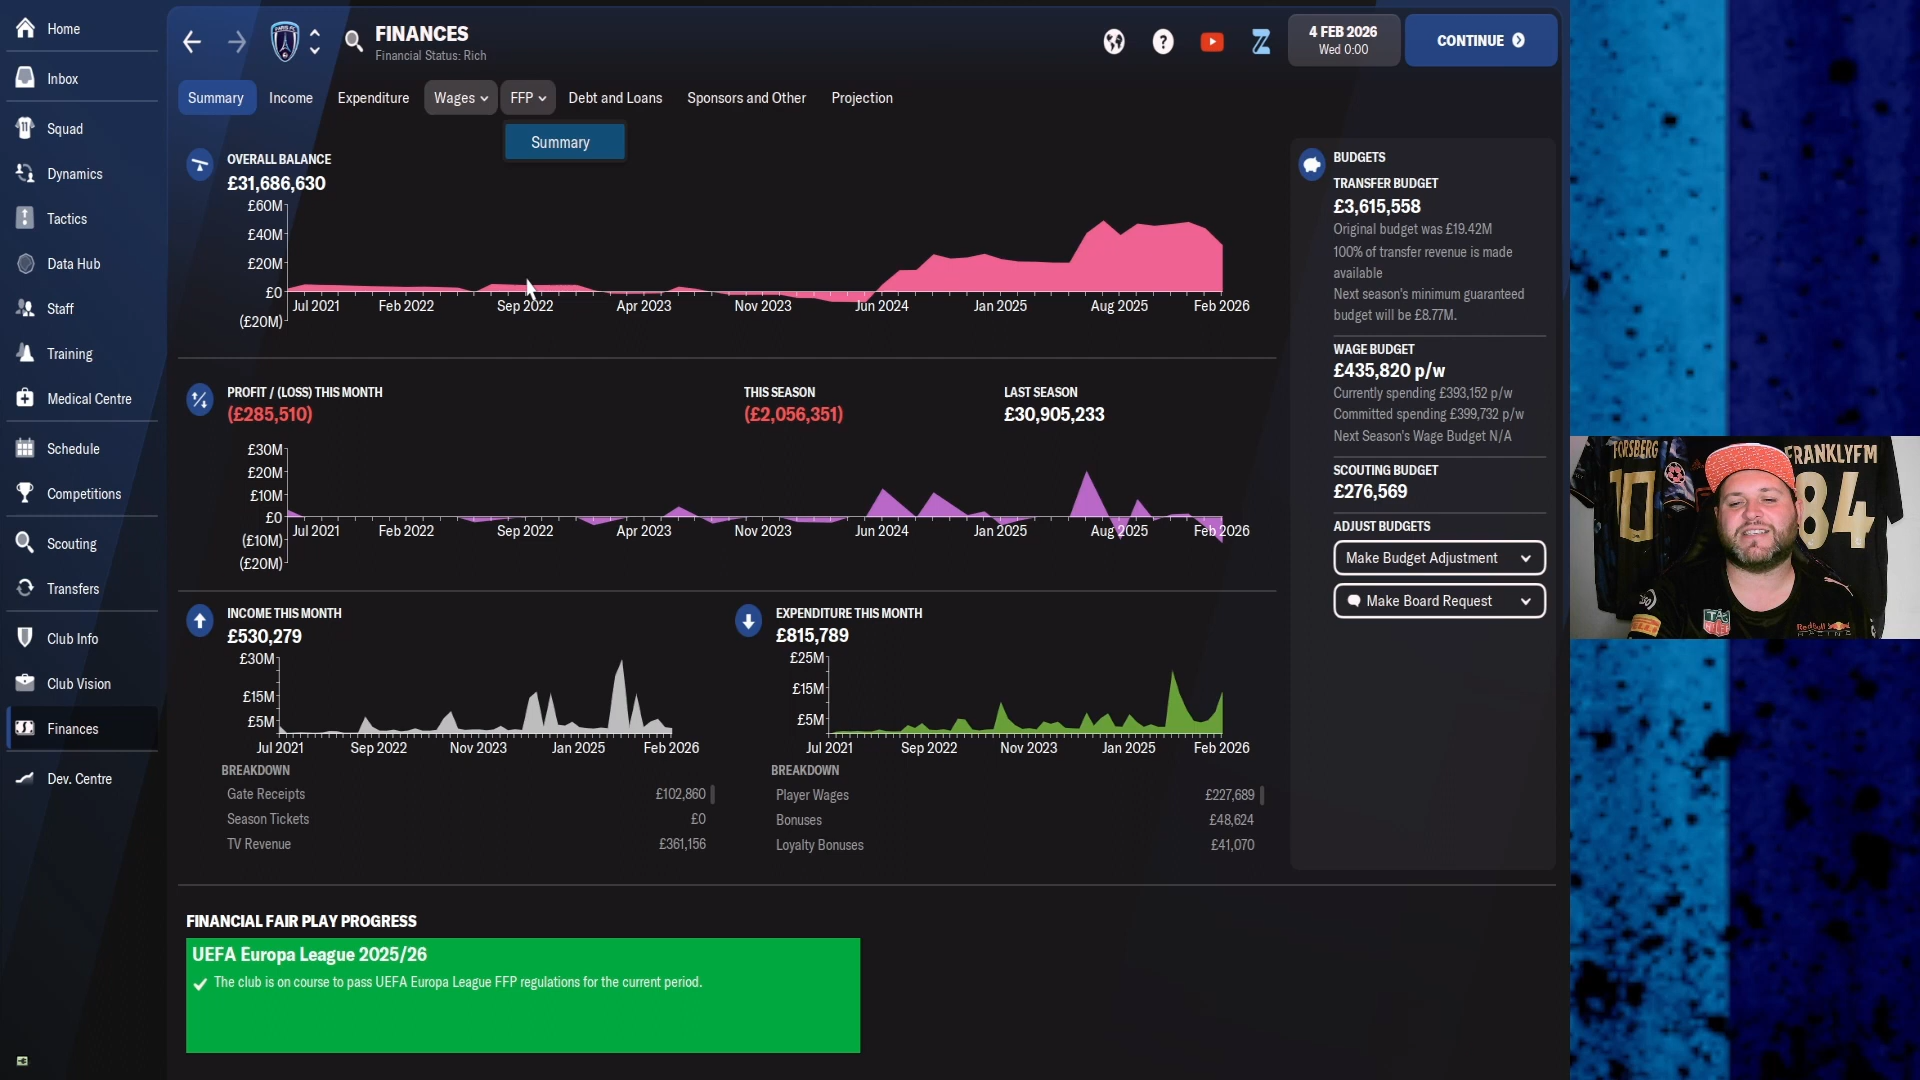 Home
Inbox
Squad
Dynamics
Tactics
Data Hub
Staff
Training
Medical Centre
Schedule
Competitions
Scouting
Transfers
Club Info
Club Vision
Finances
Dev. Centre
FINANCES
Financial Status: Rich
4 FEB 2026
Wed 0:00
CONTINUE
Summary
Income
Expenditure
Wages
FFP
Debt and Loans
Sponsors and Other
Projection
Summary
OVERALL BALANCE
£31,686,630
£60M
£40M
£20M
£0
(£20M)
Jul 2021
Feb 2022
Sep 2022
Apr 2023
Nov 2023
Jun 2024
Jan 2025
Aug 2025
Feb 2026
PROFIT / (LOSS) THIS MONTH
(£285,510)
THIS SEASON
(£2,056,351)
LAST SEASON
£30,905,233
£30M
£20M
£10M
£0
(£10M)
(£20M)
Jul 2021
Feb 2022
Sep 2022
Apr 2023
Nov 2023
Jun 2024
Jan 2025
Aug 2025
Feb 2026
INCOME THIS MONTH
£530,279
£30M
£15M
£5M
Jul 2021
Sep 2022
Nov 2023
Jan 2025
Feb 2026
BREAKDOWN
Gate Receipts £102,860
Season Tickets £0
TV Revenue £361,156
EXPENDITURE THIS MONTH
£815,789
£25M
£15M
£5M
Jul 2021
Sep 2022
Nov 2023
Jan 2025
Feb 2026
BREAKDOWN
Player Wages £227,689
Bonuses £48,624
Loyalty Bonuses £41,070
FINANCIAL FAIR PLAY PROGRESS
UEFA Europa League 2025/26
The club is on course to pass UEFA Europa League FFP regulations for the current period.
BUDGETS
TRANSFER BUDGET
£3,615,558
Original budget was £19.42M
100% of transfer revenue is made
available
Next season's minimum guaranteed
budget will be £8.77M.
WAGE BUDGET
£435,820 p/w
Currently spending £393,152 p/w
Committed spending £399,732 p/w
Next Season's Wage Budget N/A
SCOUTING BUDGET
£276,569
ADJUST BUDGETS
Make Budget Adjustment
Make Board Request
FORSBERG
10
FRANKLYFM
84
TAG
Red Bull
RACING